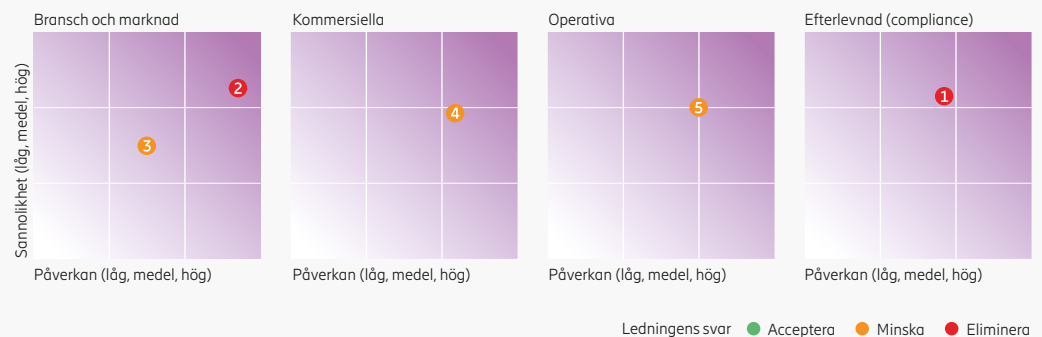 Bransch och marknad
Kommersiella
Operativa
Efterlevnad (compliance)
Sannolikhet (låg, medel, hög)
2
3
4
5
1
Påverkan (låg, medel, hög)
Påverkan (låg, medel, hög)
Påverkan (låg, medel, hög)
Påverkan (låg, medel, hög)
Ledningens svar Acceptera Minska Eliminera